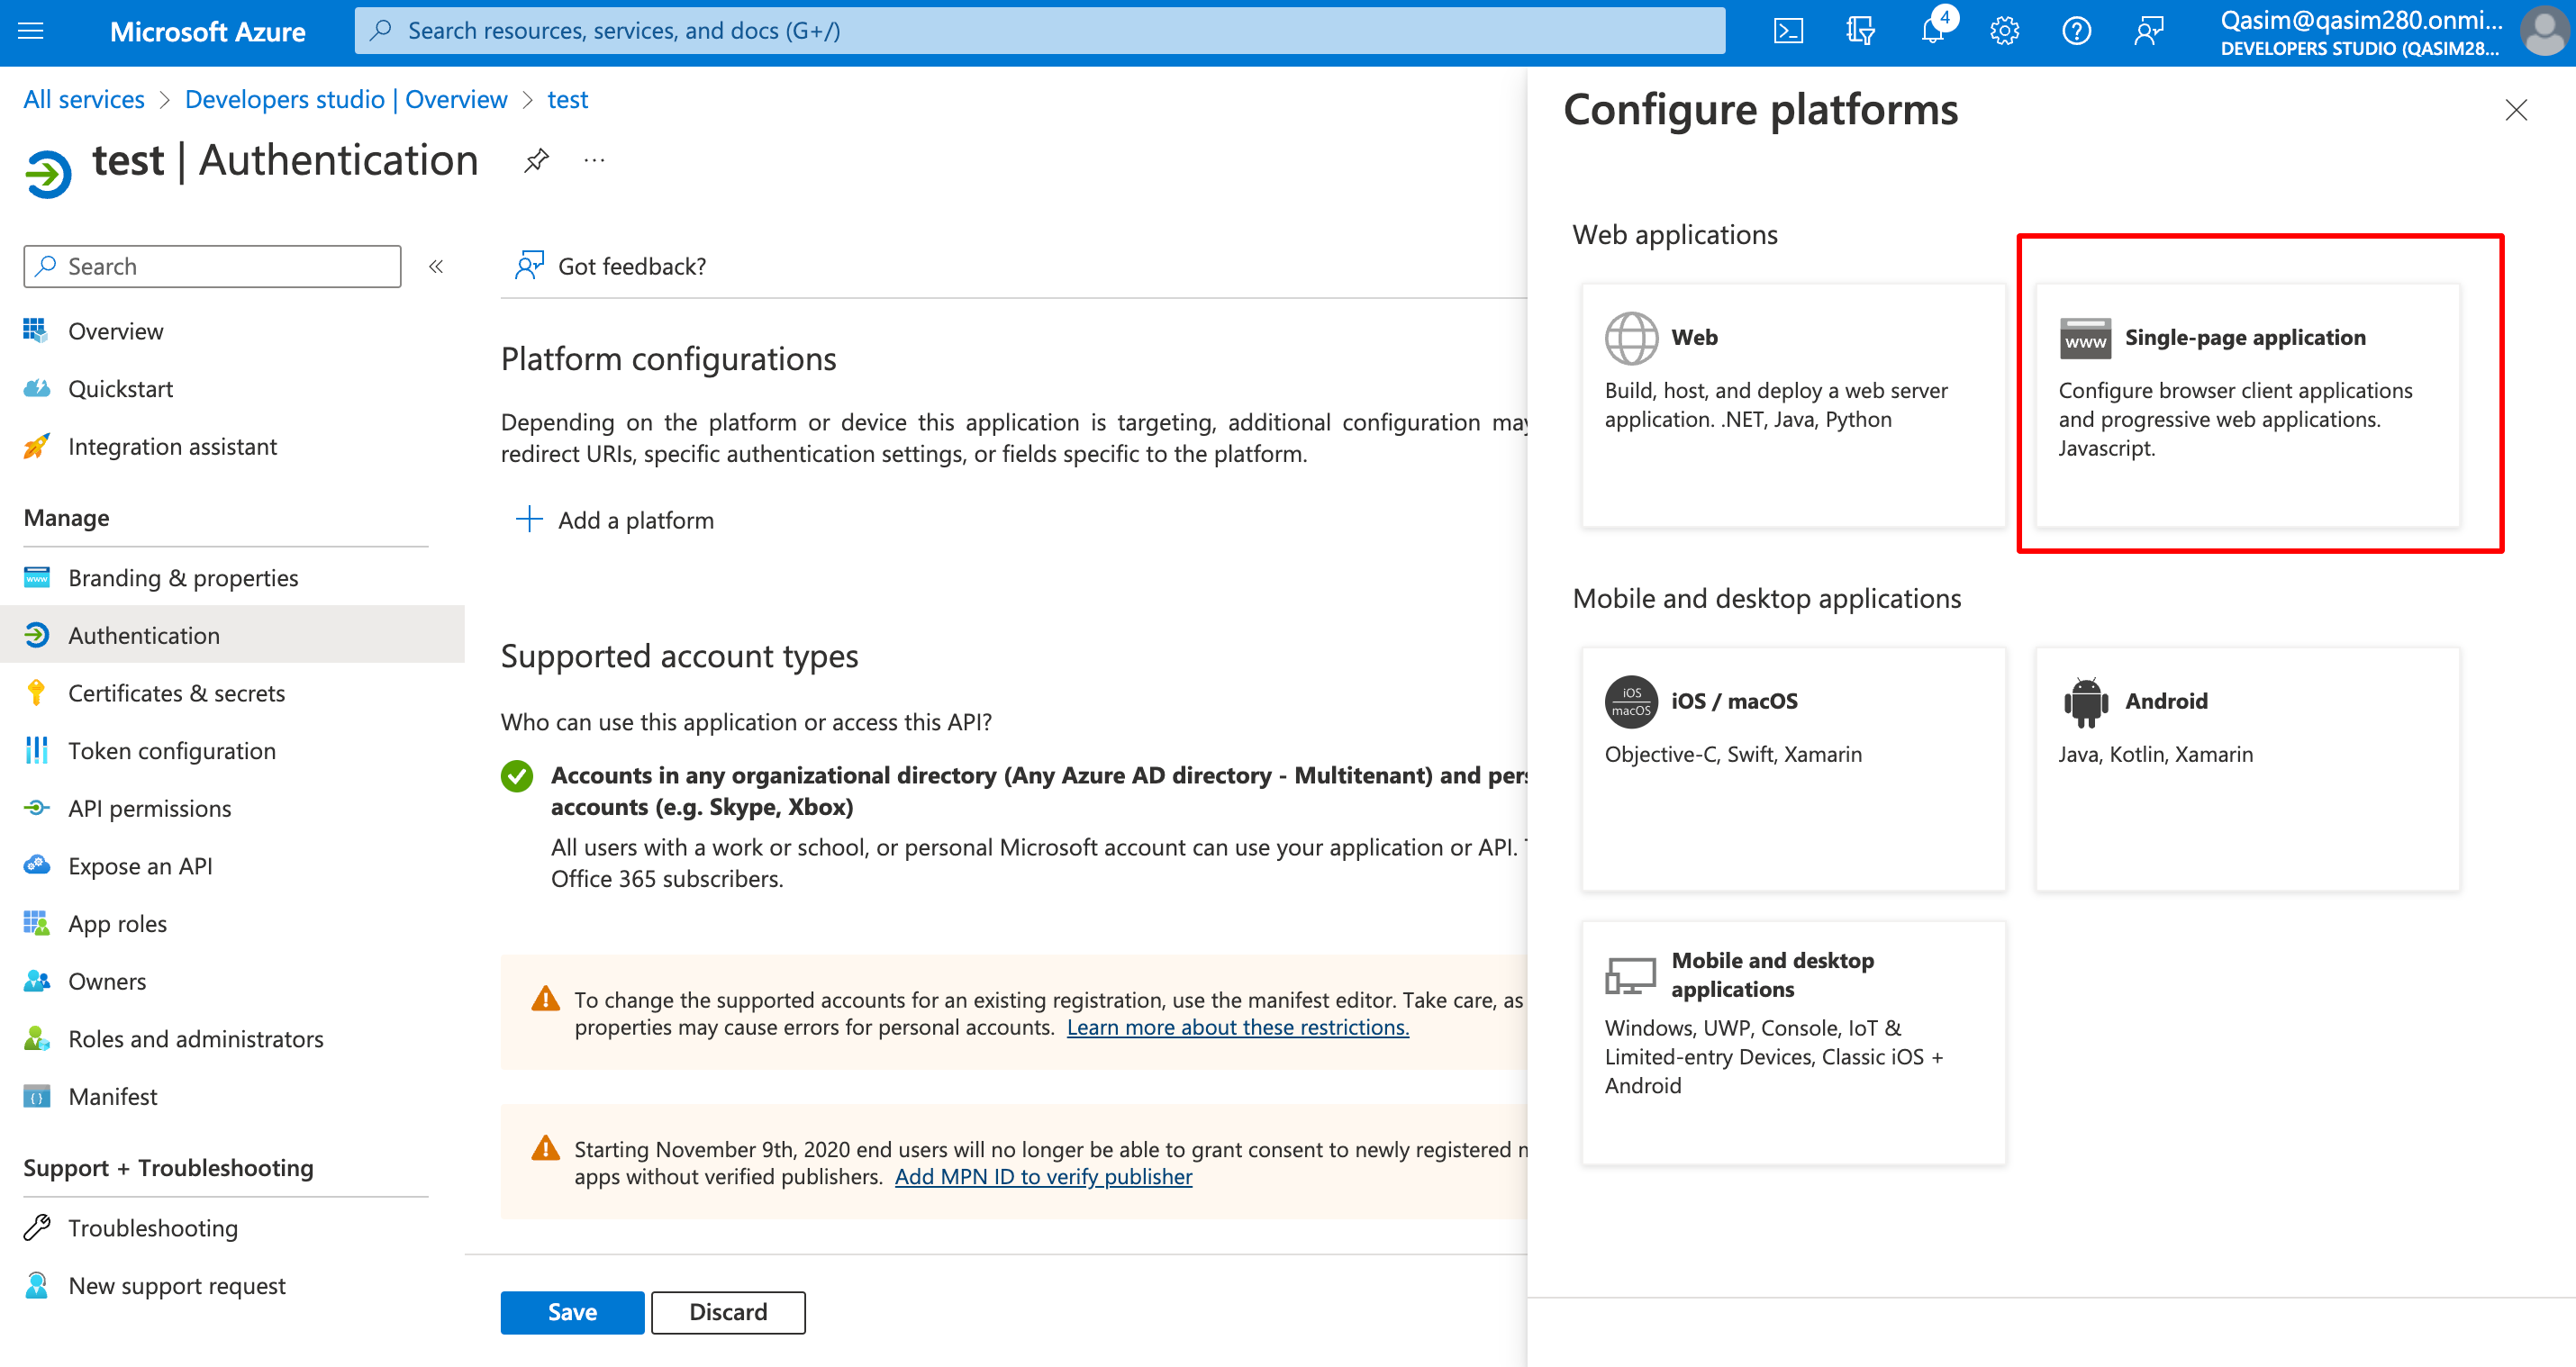 Microsoft Azure
Search resources, services, and docs (G+/)
4
Qasim@qasim280.onmi...
DEVELOPERS STUDIO (QASIM28...
All services > Developers studio | Overview > test
test | Authentication
...
Search
«
Overview
Quickstart
Integration assistant
Manage
Branding & properties
Authentication
Certificates & secrets
Token configuration
API permissions
Expose an API
App roles
Owners
Roles and administrators
Manifest
Support + Troubleshooting
Troubleshooting
New support request
Got feedback?
Platform configurations
Depending on the platform or device this application is targeting, additional configuration may
redirect URIs, specific authentication settings, or fields specific to the platform.
Add a platform
Supported account types
Who can use this application or access this API?
Accounts in any organizational directory (Any Azure AD directory - Multitenant) and pers
accounts (e.g. Skype, Xbox)
All users with a work or school, or personal Microsoft account can use your application or API.
Office 365 subscribers.
To change the supported accounts for an existing registration, use the manifest editor. Take care, as
properties may cause errors for personal accounts. Learn more about these restrictions.
Starting November 9th, 2020 end users will no longer be able to grant consent to newly registered
apps without verified publishers. Add MPN ID to verify publisher
Save
Discard
Configure platforms
Web applications
Web
Build, host, and deploy a web server
application. .NET, Java, Python
www
Single-page application
Configure browser client applications
and progressive web applications.
Javascript.
Mobile and desktop applications
iOS
macOS
iOS / macOS
Objective-C, Swift, Xamarin
Android
Java, Kotlin, Xamarin
Mobile and desktop
applications
Windows, UWP, Console, IoT &
Limited-entry Devices, Classic iOS +
Android